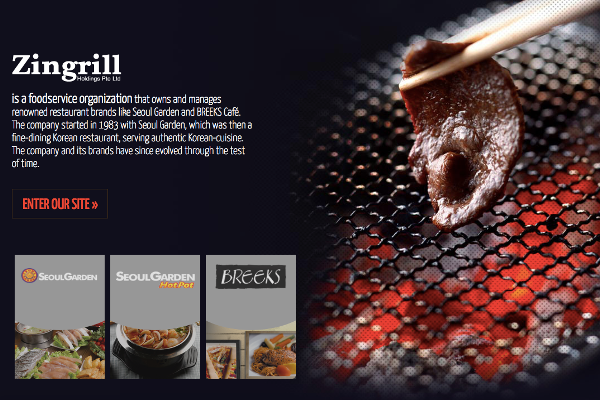 Zingrill
Holdings Pte Ltd
is a foodservice organization that owns and manages
renowned restaurant brands like Seoul Garden and BREEKS Café.
The company started in 1983 with Seoul Garden, which was then a
fine-dining Korean restaurant, serving authentic Korean-cuisine.
The company and its brands have since evolved through the test
of time.
ENTER OUR SITE »
SEOULGARDEN
SEOULGARDEN
HotPot
BREEKS